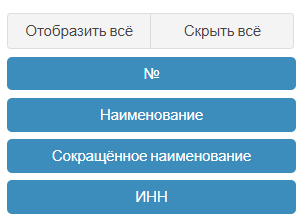 Отобразить всё Скрыть всё
№
Наименование
Сокращённое наименование
ИНН